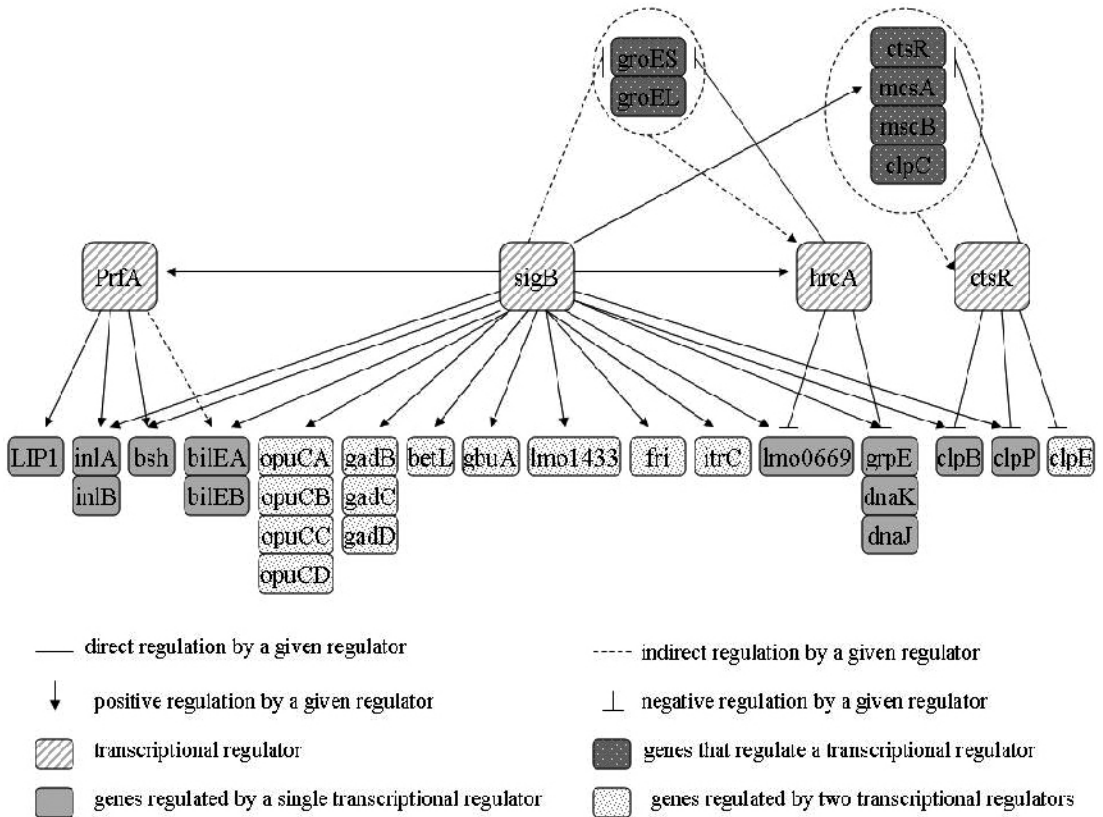 groES
groEL
ctsR
mcsA
mscB
clpC
PrfA
sigB
hrcA
ctsR
LIP1
inlA
inlB
bsh
bilEA
bilEB
opuCA
opuCB
opuCC
opuCD
gadB
gadC
gadD
betL
gbuA
lmo1433
fri
ltrC
lmo0669
grpE
dnaK
dnaJ
clpB
clpP
clpE
direct regulation by a given regulator
indirect regulation by a given regulator
positive regulation by a given regulator
negative regulation by a given regulator
transcriptional regulator
genes that regulate a transcriptional regulator
genes regulated by a single transcriptional regulator
genes regulated by two transcriptional regulators